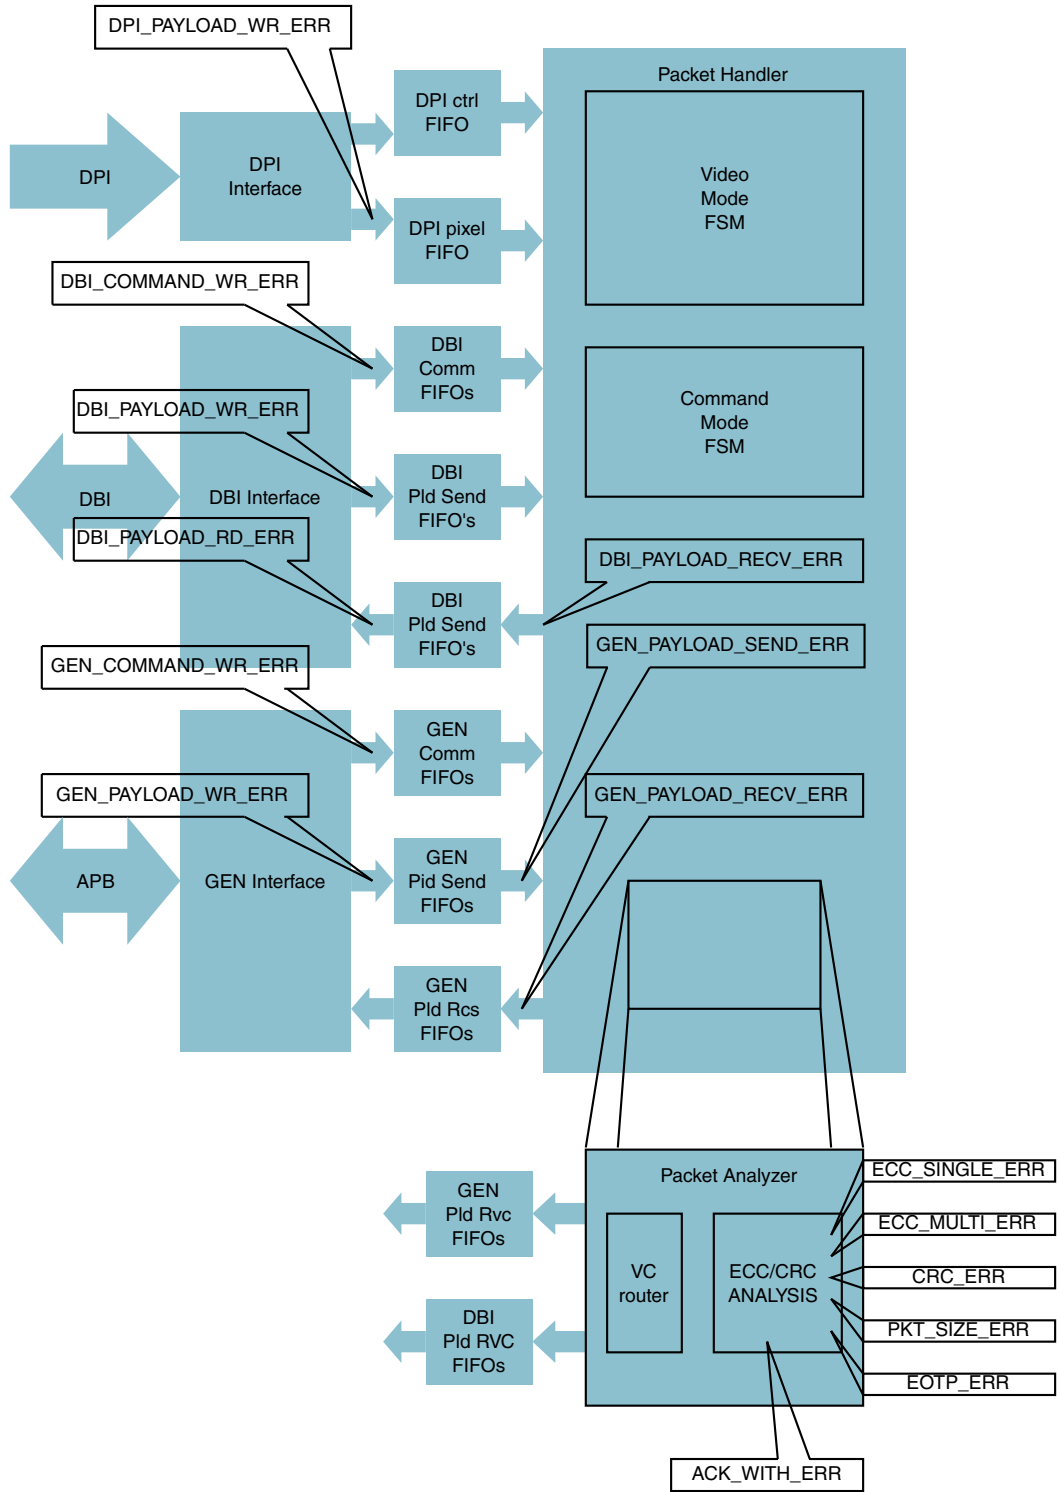 DPI_PAYLOAD_WR_ERR
Packet Handler
DPI ctrl
FIFO
DPI
DPI
Interface
Video
Mode
FSM
DPI pixel
FIFO
DBI_COMMAND_WR_ERR
DBI
Comm
FIFOs
Command
Mode
FSM
DBI_PAYLOAD_WR_ERR
DBI
DBI Interface
DBI
Pld Send
FIFO's
DBI_PAYLOAD_RD_ERR
DBI_PAYLOAD_RECV_ERR
DBI
Pld Send
FIFO's
GEN_COMMAND_WR_ERR
GEN_PAYLOAD_SEND_ERR
GEN
Comm
FIFOs
GEN_PAYLOAD_WR_ERR
GEN_PAYLOAD_RECV_ERR
APB
GEN Interface
GEN
Pid Send
FIFOs
GEN
Pld Rcs
FIFOs
Packet Analyzer
ECC_SINGLE_ERR
GEN
Pld Rvc
FIFOs
ECC_MULTI_ERR
VC
router
ECC/CRC
ANALYSIS
CRC_ERR
DBI
Pld RVC
FIFOs
PKT_SIZE_ERR
EOTP_ERR
ACK_WITH_ERR